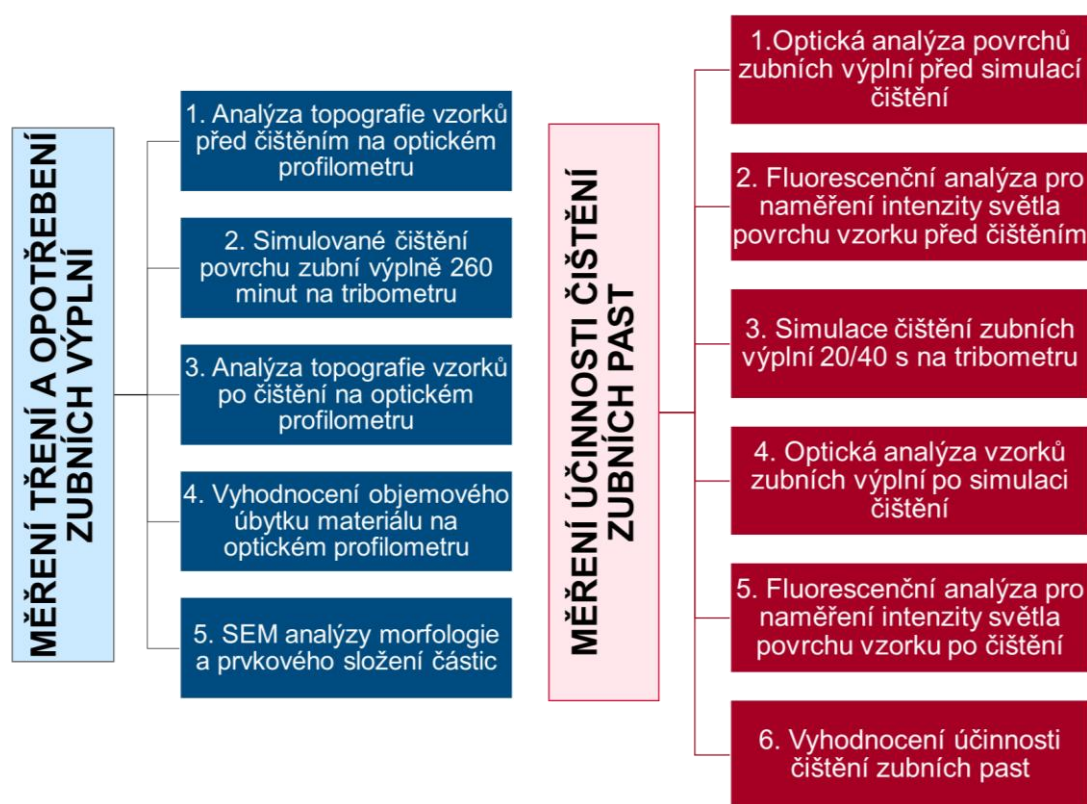 MĚŘENÍ TŘENÍ A OPOTŘEBENÍ
ZUBNÍCH VÝPLNÍ
1. Analýza topografie vzorků
před čištěním na optickém
profilometru
2. Simulované čištění
povrchu zubní výplně 260
minut na tribometru
3. Analýza topografie vzorků
po čištění na optickém
profilometru
4. Vyhodnocení objemového
úbytku materiálu na
optickém profilometru
5. SEM analýzy morfologie
a prvkového složení částic
MĚŘENÍ ÚČINNOSTI ČIŠTĚNÍ
ZUBNÍCH PAST
1.Optická analýza povrchů
zubních výplní před simulací
čištění
2. Fluorescenční analýza pro
naměření intenzity světla
povrchu vzorku před čištěním
3. Simulace čištění zubních
výplní 20/40 s na tribometru
4. Optická analýza vzorků
zubních výplní po simulaci
čištění
5. Fluorescenční analýza pro
naměření intenzity světla
povrchu vzorku po čištění
6. Vyhodnocení účinnosti
čištění zubních past